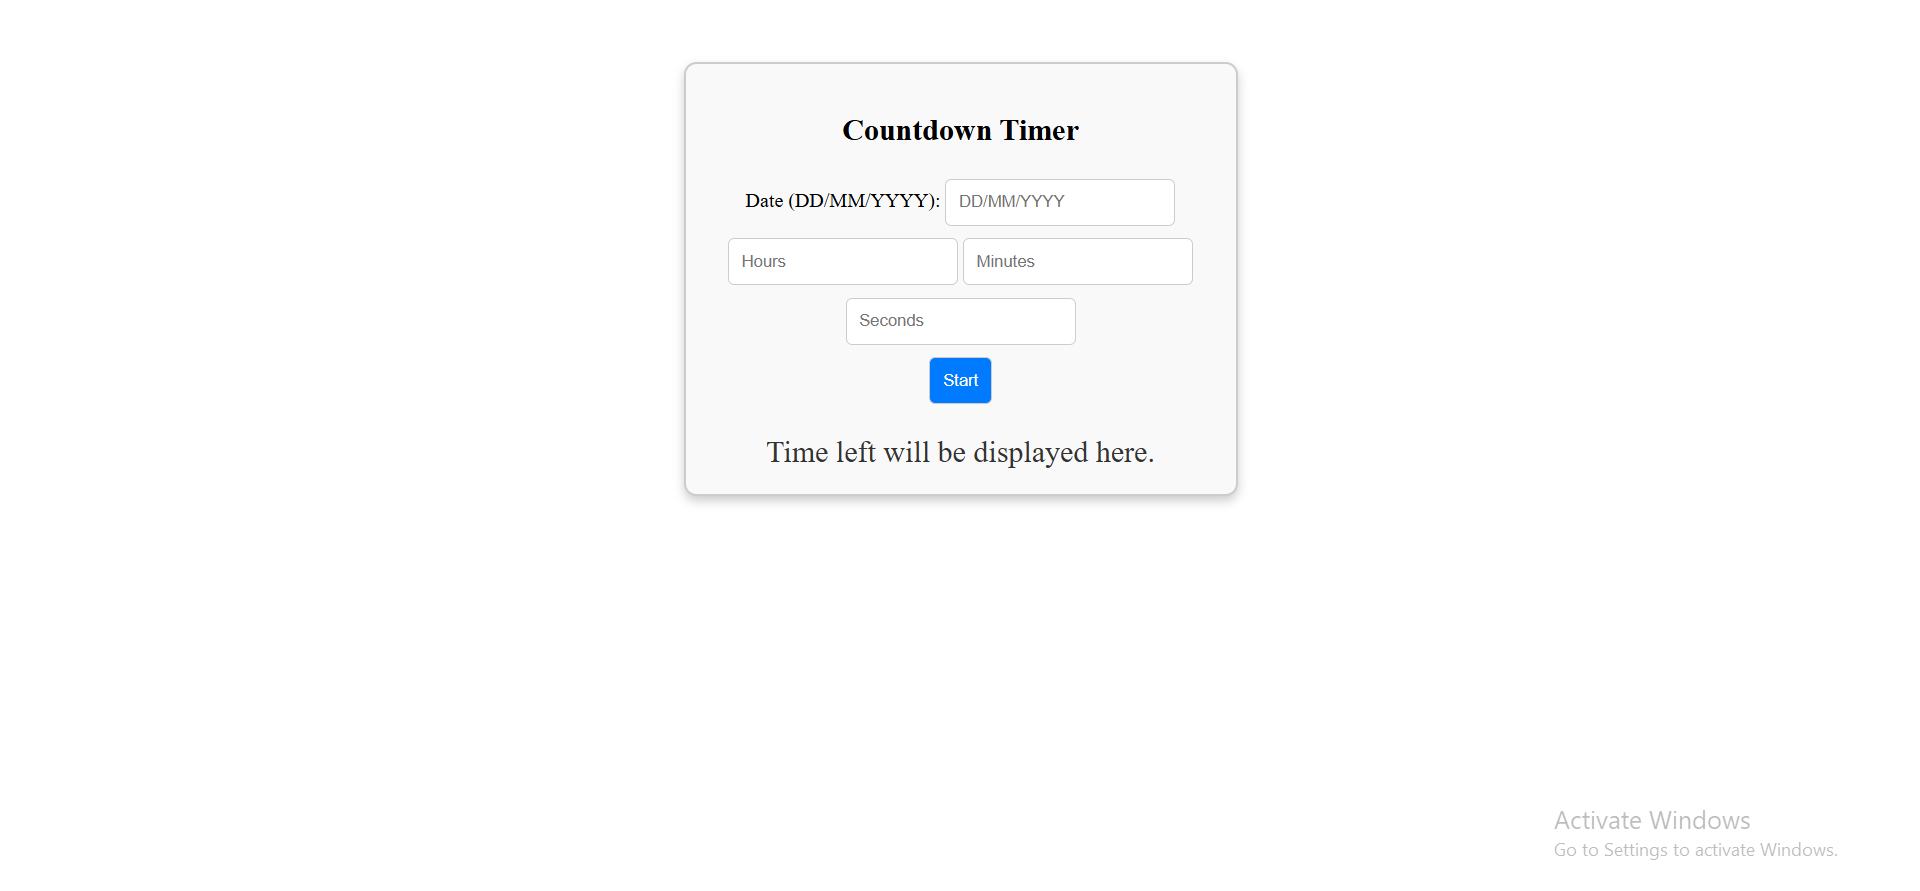 Countdown Timer
Date (DD/MM/YYYY): DD/MM/YYYY
Hours Minutes
Seconds
Start
Time left will be displayed here.
Activate Windows
Go to Settings to activate Windows.